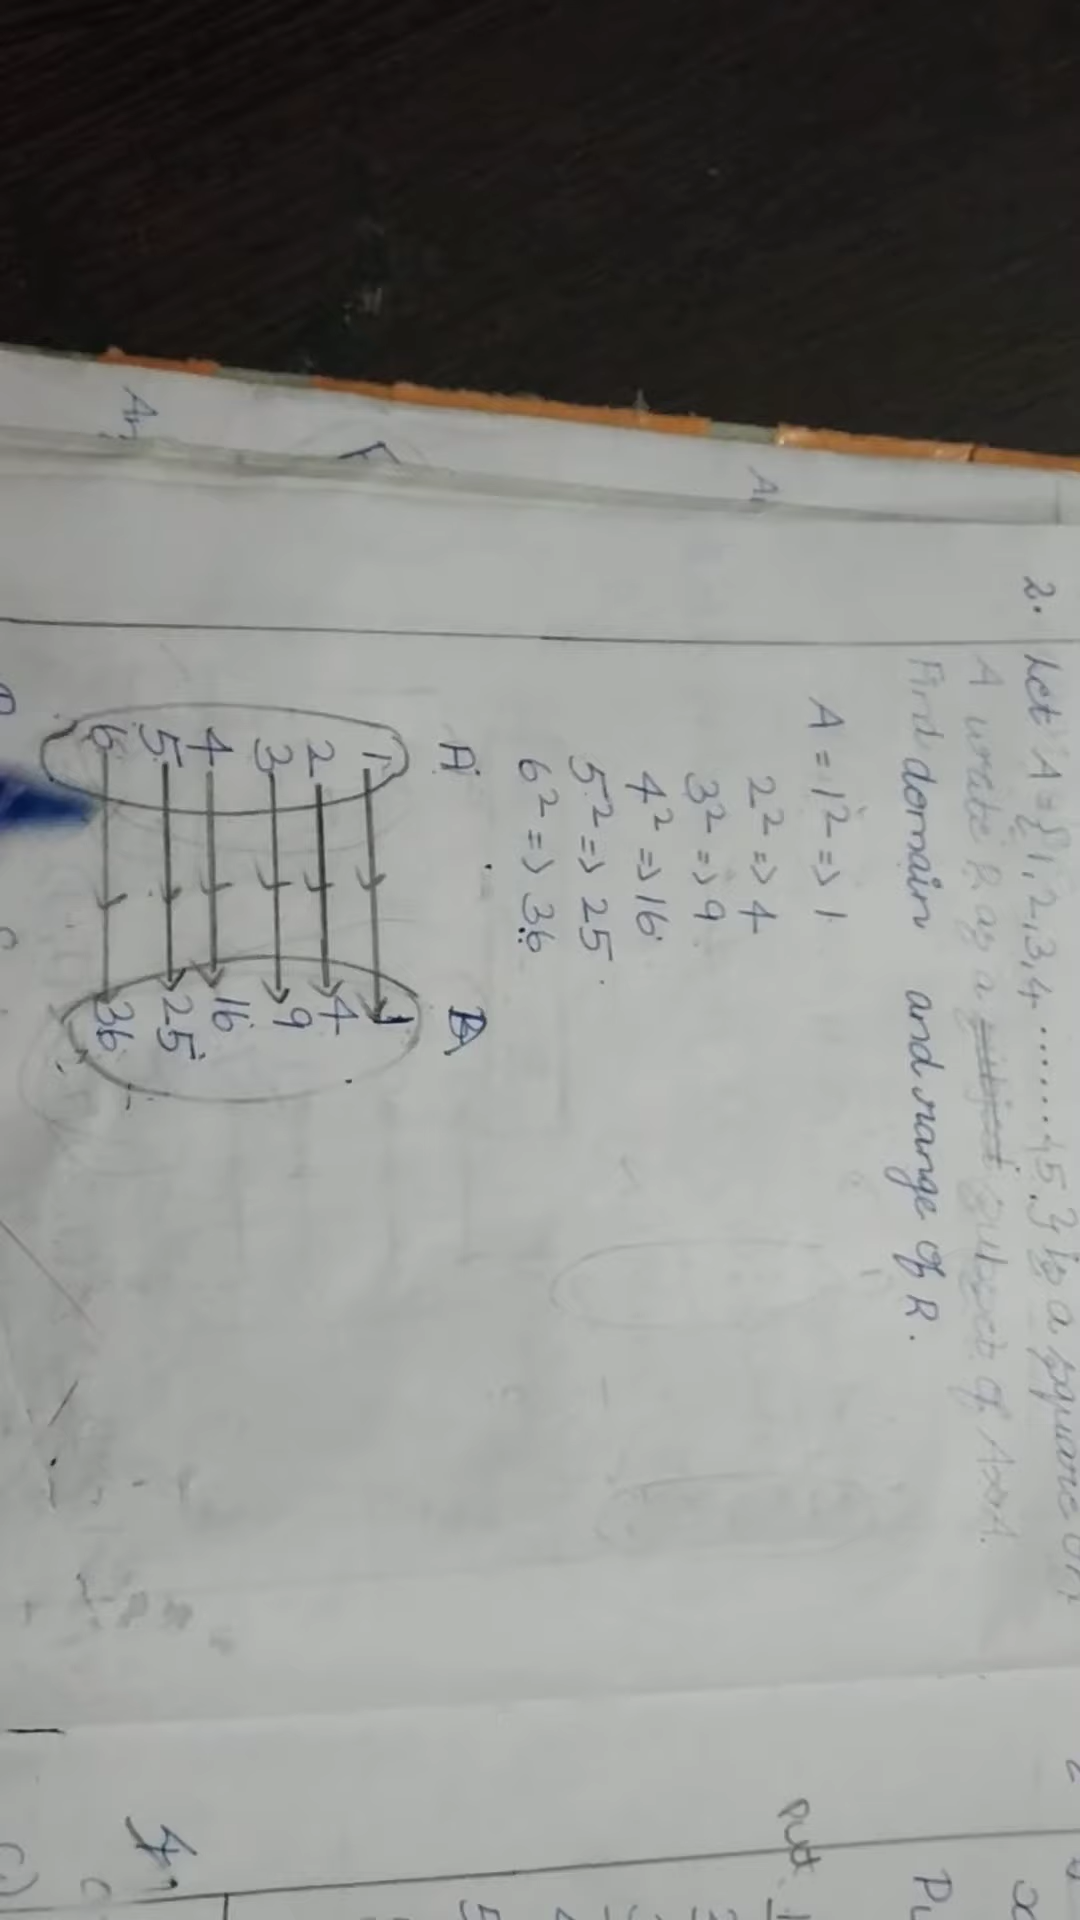 2. Let A = {1,2,3,4.......45.} is a square on
A write R as a subset of A×A.
Find domain and range of R.
A = 1² => 1
2² => 4
3² => 9
4² => 16
5² => 25
6² => 36
A A
1 1
2 4
3 9
4 16
5 25
6 36
Put